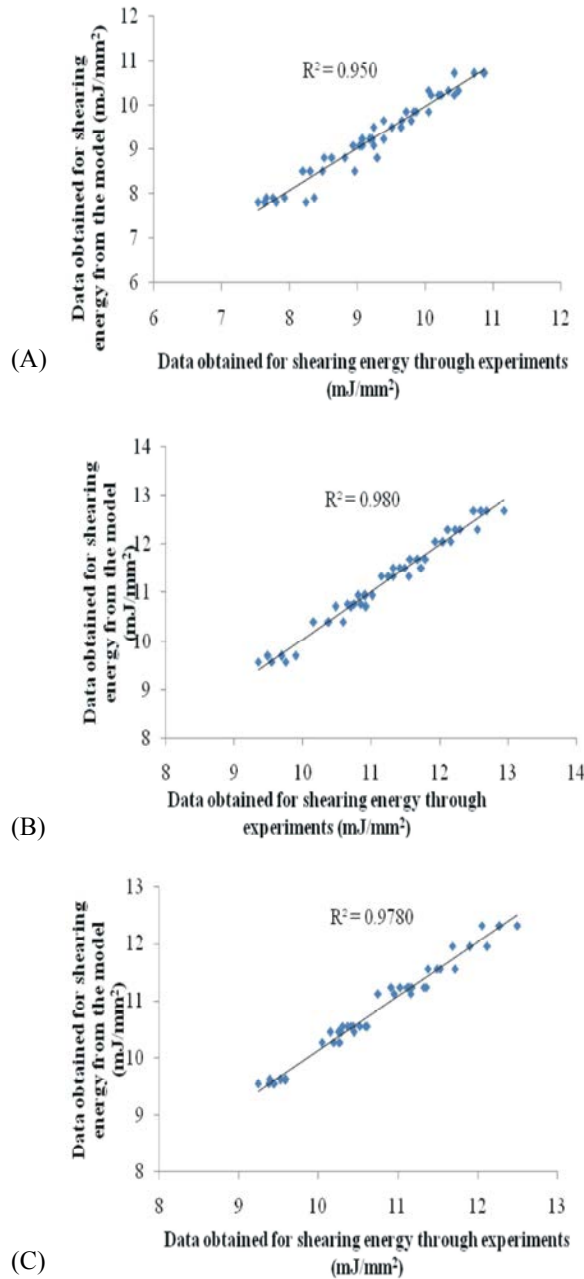 Data obtained for shearing
energy from the model (mJ/mm²)
12
11
10
9
8
7
6
R² = 0.950
6
7
8
9
10
11
12
(A)
Data obtained for shearing energy through experiments
(mJ/mm²)
Data obtained for shearing
energy from the model
(mJ/mm²)
14
13
12
11
10
9
8
R² = 0.980
8
9
10
11
12
13
14
Data obtained for shearing energy through
(B)
experiments (mJ/mm²)
Data obtained for shearing
energy from the model
(mJ/mm²)
13
12
11
10
9
8
R² = 0.9780
8
9
10
11
12
13
Data obtained for shearing energy through experiments
(C)
(mJ/mm²)